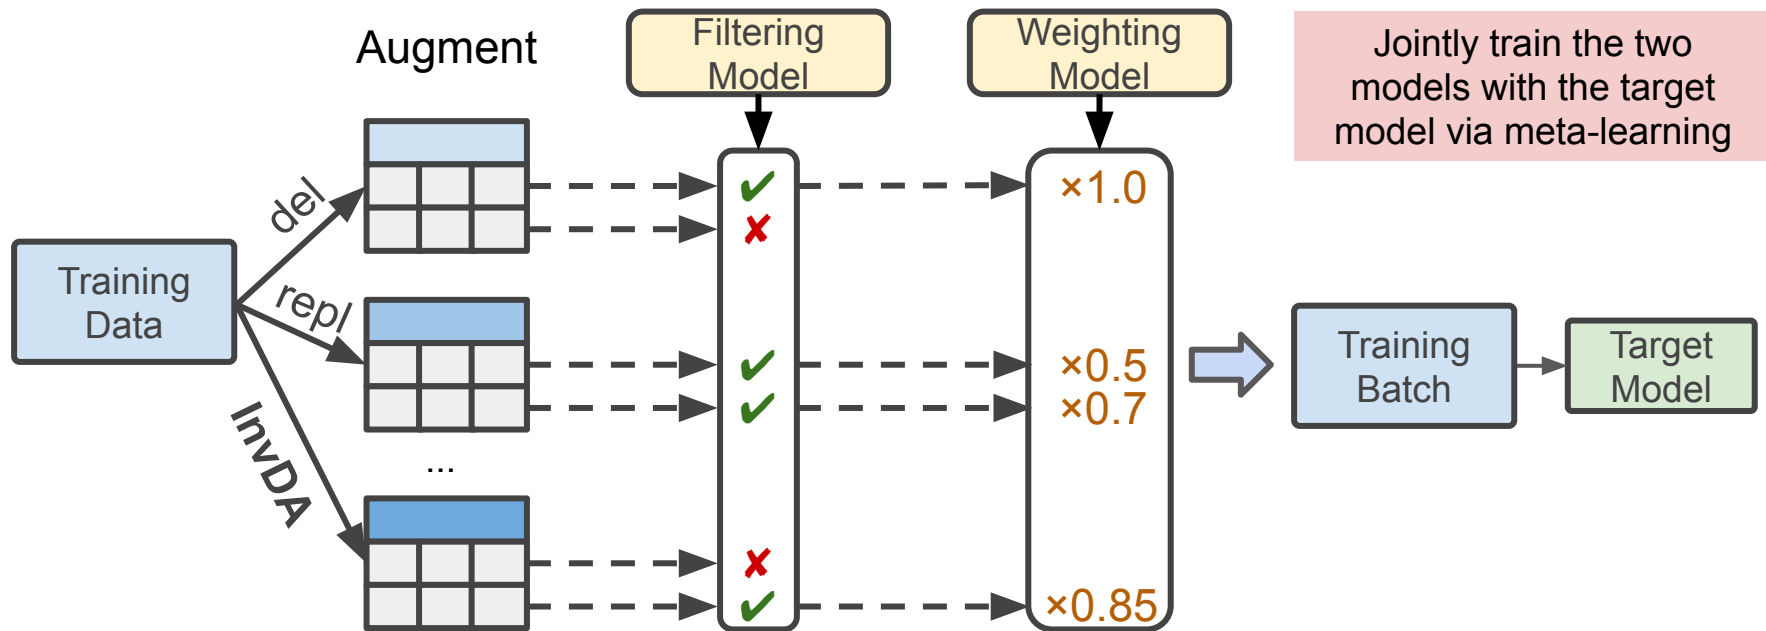 Augment
Filtering
Model
Weighting
Model
Jointly train the two
models with the target
model via meta-learning
Training
Data
del
repl
InvDA
...
✔
✘
✔
✔
✘
✔
×1.0
×0.5
×0.7
×0.85
Training
Batch
Target
Model